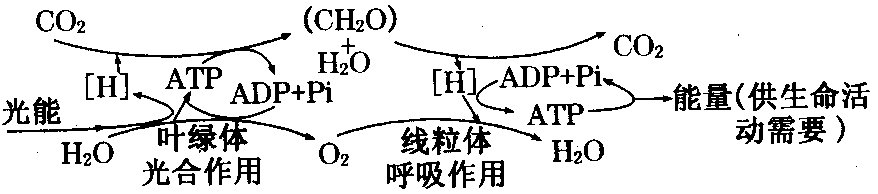 CO₂ (CH₂O) CO₂
+
H₂O
[H] ATP ADP+Pi [H] ADP+Pi ATP 能量(供生命活
动需要)
光能
H₂O 叶绿体 O₂ 线粒体 H₂O
光合作用 呼吸作用